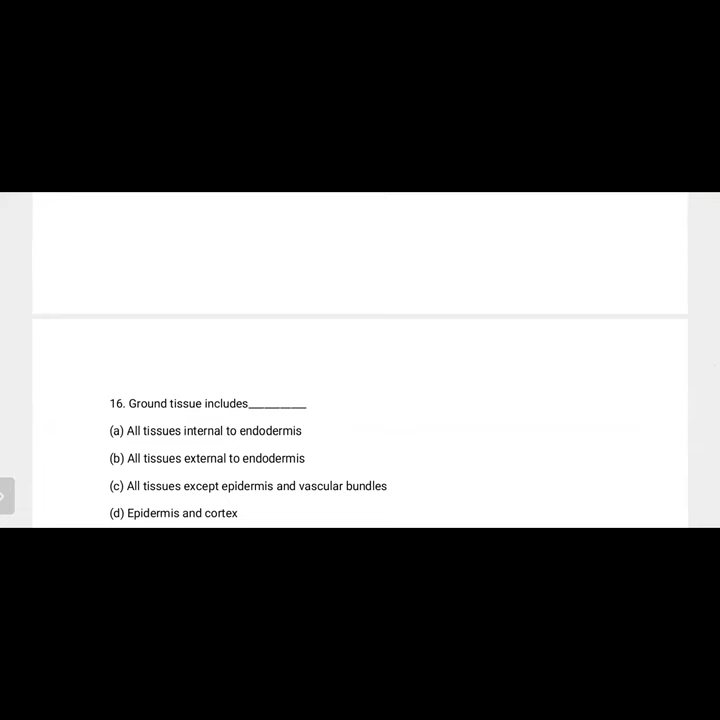 16. Ground tissue includes___________
(a) All tissues internal to endodermis
(b) All tissues external to endodermis
(c) All tissues except epidermis and vascular bundles
(d) Epidermis and cortex